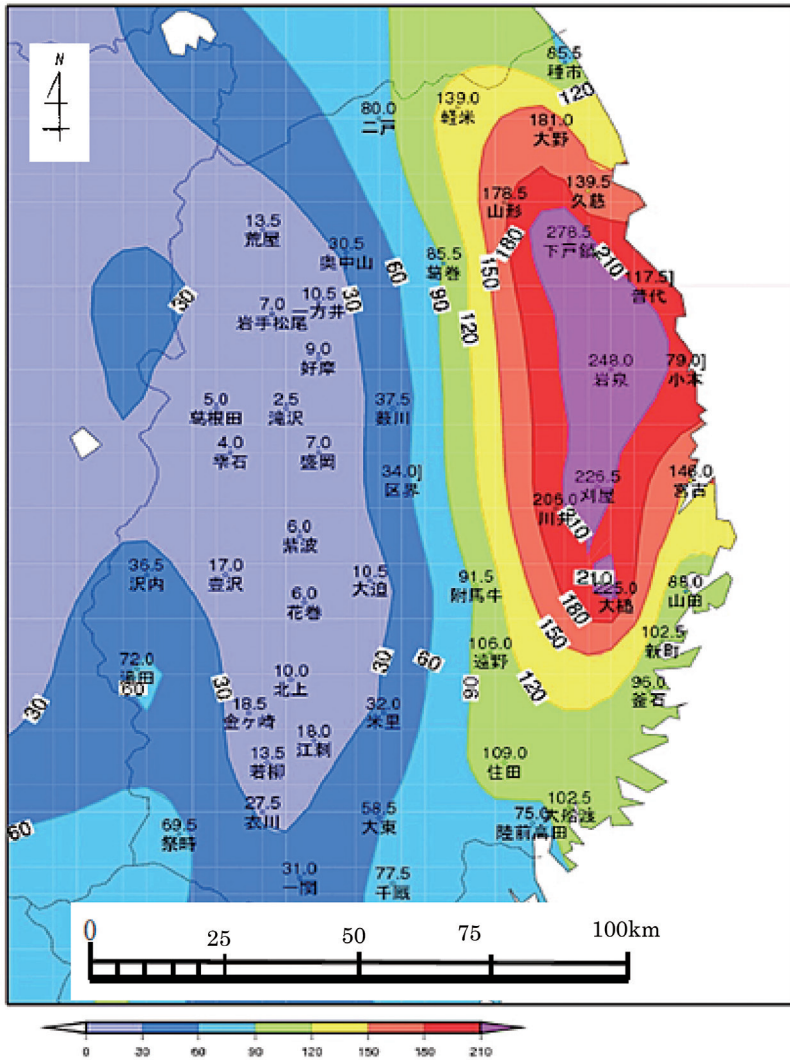 N
85.5
種市
120
139.0
軽米
80.0
二戸
181.0
大野
139.5
久慈
178.5
山形
180
13.5
荒屋
278.5
下戸鎖
30.5
奥中山
60
85.5
葛巻
210
150
117.5]
普代
30
30
90
10.5
一方井
7.0
岩手松尾
120
9.0
好摩
248.0
岩泉
79.0]
小本
5.0
葛根田
2.5
滝沢
37.5
薮川
4.0
雫石
7.0
盛岡
34.0]
区界
226.5
刈屋
146.0
宮古
206.0
川井
210
6.0
紫波
36.5
沢内
17.0
豊沢
10.5
大迫
91.5
附馬牛
210
225.0
大槌
88.0
山田
6.0
花巻
180
150
102.5
新町
106.0
遠野
72.0
湯田
60
30
60
10.0
北上
30
90
120
96.0
釜石
30
18.5
金ヶ崎
32.0
米里
18.0
江刺
13.5
若柳
109.0
住田
27.5
衣川
58.5
大東
102.5
大船渡
75.0
陸前高田
60
69.5
祭畤
31.0
一関
77.5
千厩
0 25 50 75 100km
0 30 60 90 120 150 180 210